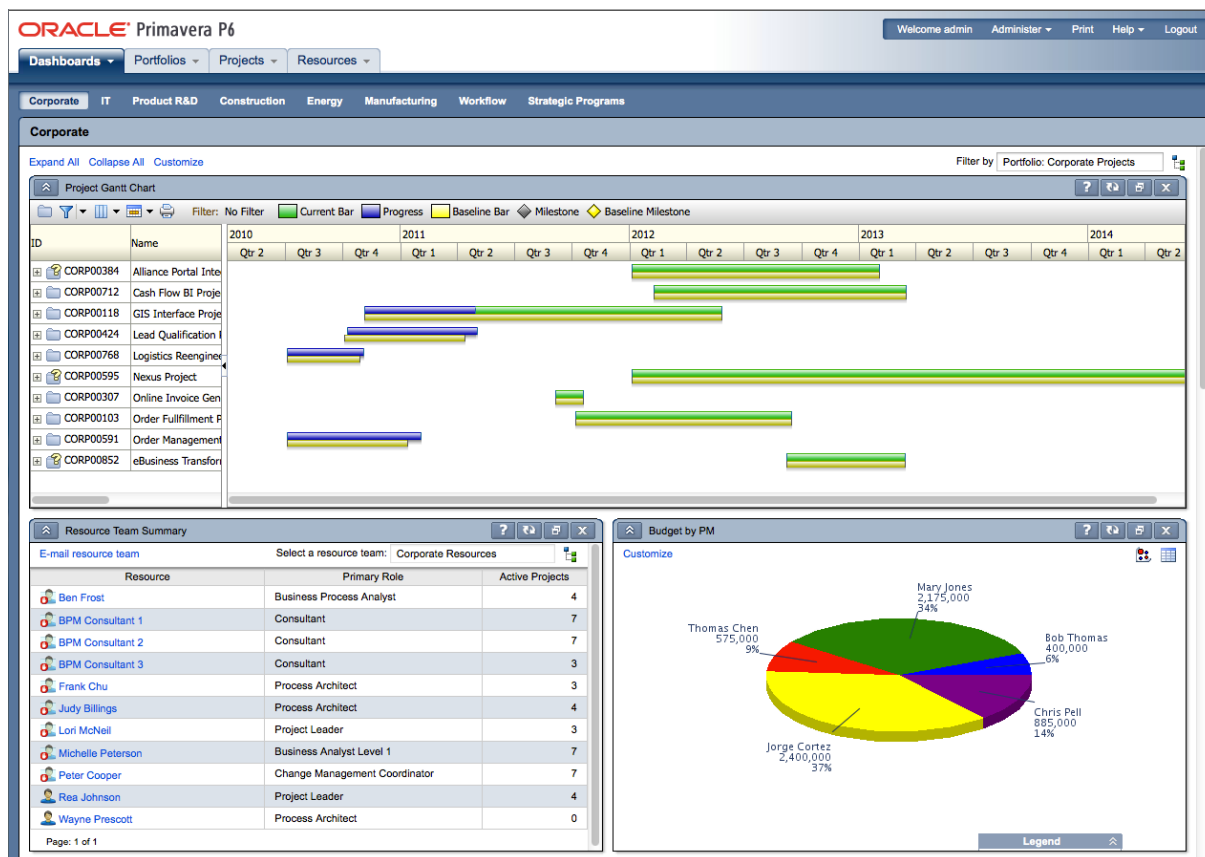 ORACLE Primavera P6
Welcome admin Administer Print Help Logout
Dashboards Portfolios Projects Resources
Corporate IT Product R&D Construction Energy Manufacturing Workflow Strategic Programs
Corporate
Expand All Collapse All Customize
Filter by Portfolio: Corporate Projects
Project Gantt Chart
Filter: No Filter Current Bar Progress Baseline Bar Milestone Baseline Milestone
ID Name
2010 2011 2012 2013 2014
Qtr 2 Qtr 3 Qtr 4 Qtr 1 Qtr 2 Qtr 3 Qtr 4 Qtr 1 Qtr 2 Qtr 3 Qtr 4 Qtr 1 Qtr 2 Qtr 3 Qtr 4 Qtr 1 Qtr 2
CORP00384 Alliance Portal Inte
CORP00712 Cash Flow BI Proje
CORP00118 GIS Interface Proje
CORP00424 Lead Qualification
CORP00768 Logistics Reenginee
CORP00595 Nexus Project
CORP00307 Online Invoice Gen
CORP00103 Order Fullfillment P
CORP00591 Order Management
CORP00852 eBusiness Transfor
Resource Team Summary
E-mail resource team Select a resource team: Corporate Resources
Resource Primary Role Active Projects
Ben Frost Business Process Analyst 4
BPM Consultant 1 Consultant 7
BPM Consultant 2 Consultant 7
BPM Consultant 3 Consultant 3
Frank Chu Process Architect 3
Judy Billings Process Architect 4
Lori McNeil Project Leader 3
Michelle Peterson Business Analyst Level 1 7
Peter Cooper Change Management Coordinator 7
Rea Johnson Project Leader 4
Wayne Prescott Process Architect 0
Page: 1 of 1
Budget by PM
Customize
Mary Jones
2,175,000
34%
Thomas Chen
575,000
9%
Bob Thomas
400,000
6%
Chris Pell
885,000
14%
Jorge Cortez
2,400,000
37%
Legend